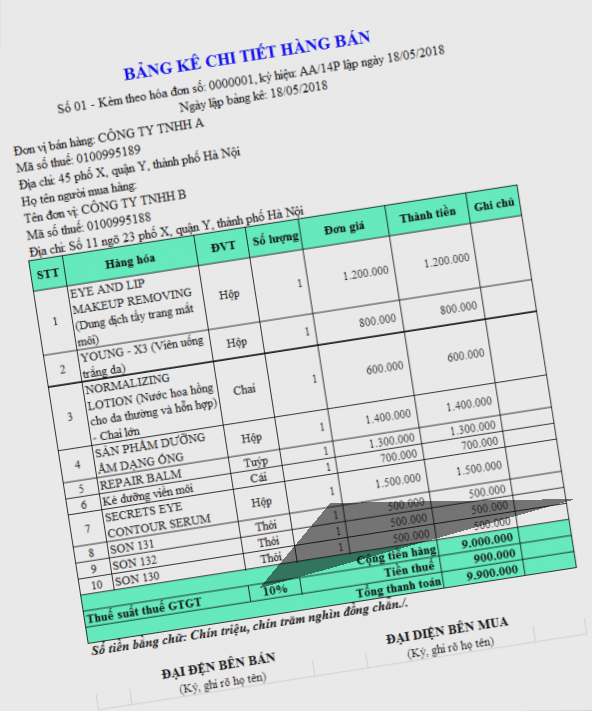 BẢNG KÊ CHI TIẾT HÀNG BÁN
Số 01 - Kèm theo hóa đơn số: 0000001, ký hiệu: AA/14P lập ngày 18/05/2018
Ngày lập bảng kê: 18/05/2018
Đơn vị bán hàng: CÔNG TY TNHH A
Mã số thuế: 0100995189
Địa chỉ: 45 phố X, quận Y, thành phố Hà Nội
Họ tên người mua hàng:
Tên đơn vị: CÔNG TY TNHH B
Mã số thuế: 0100995188
Địa chỉ: Số 11 ngõ 23 phố X, quận Y, thành phố Hà Nội
STT Hàng hóa ĐVT Số lượng Đơn giá Thành tiền Ghi chú
1 EYE AND LIP MAKEUP REMOVING (Dung dịch tẩy trang mắt môi) Hộp 1 1.200.000 1.200.000
2 YOUNG - X3 (Viên uống trắng da) Hộp 1 800.000 800.000
3 NORMALIZING LOTION (Nước hoa hồng cho da thường và hỗn hợp) - Chai lớn Chai 1 600.000 600.000
4 SẢN PHẨM DƯỠNG ẨM DẠNG ỐNG Hộp 1 1.400.000 1.400.000
5 REPAIR BALM Tuýp 1 1.300.000 1.300.000
6 Kẻ dưỡng viền môi Cái 1 700.000 700.000
7 SECRETS EYE CONTOUR SERUM Hộp 1 1.500.000 1.500.000
8 SON 131 Thỏi 1 500.000 500.000
9 SON 132 Thỏi 1 500.000 500.000
10 SON 130 Thỏi 1 500.000 500.000
Cộng tiền hàng 9.000.000
Thuế suất thuế GTGT 10% Tiền thuế 900.000
Tổng thanh toán 9.900.000
Số tiền bằng chữ: Chín triệu, chín trăm nghìn đồng chẵn./.
ĐẠI ĐỆN BÊN BÁN ĐẠI DIỆN BÊN MUA
(Ký, ghi rõ họ tên) (Ký, ghi rõ họ tên)